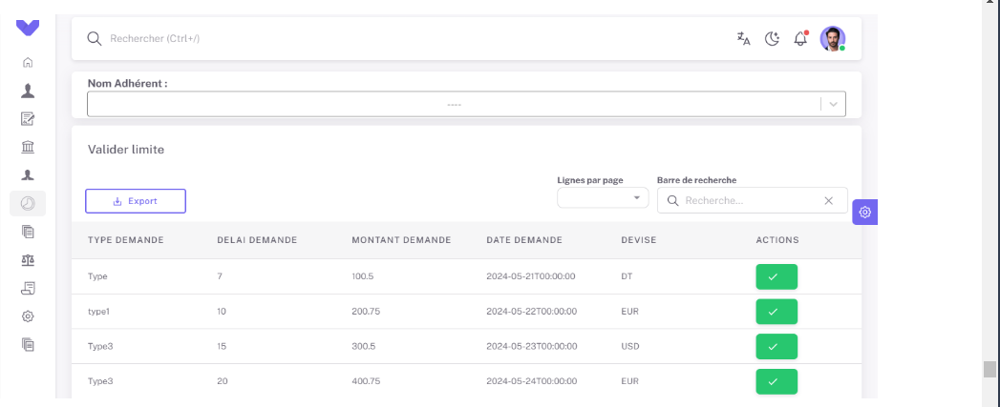 Rechercher (Ctrl+/)
Nom Adhérent :
----
Valider limite
Lignes par page
Barre de recherche
Export
Recherche...
TYPE DEMANDE DELAI DEMANDE MONTANT DEMANDE DATE DEMANDE DEVISE ACTIONS
Type 7 100.5 2024-05-21T00:00:00 DT
type1 10 200.75 2024-05-22T00:00:00 EUR
Type3 15 300.5 2024-05-23T00:00:00 USD
Type3 20 400.75 2024-05-24T00:00:00 EUR